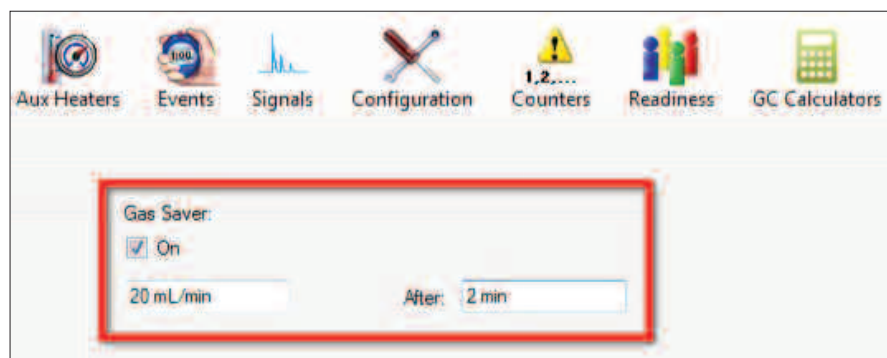 1,2,...
Aux Heaters Events Signals Configuration Counters Readiness GC Calculators
Gas Saver:
On
20 mL/min After: 2 min